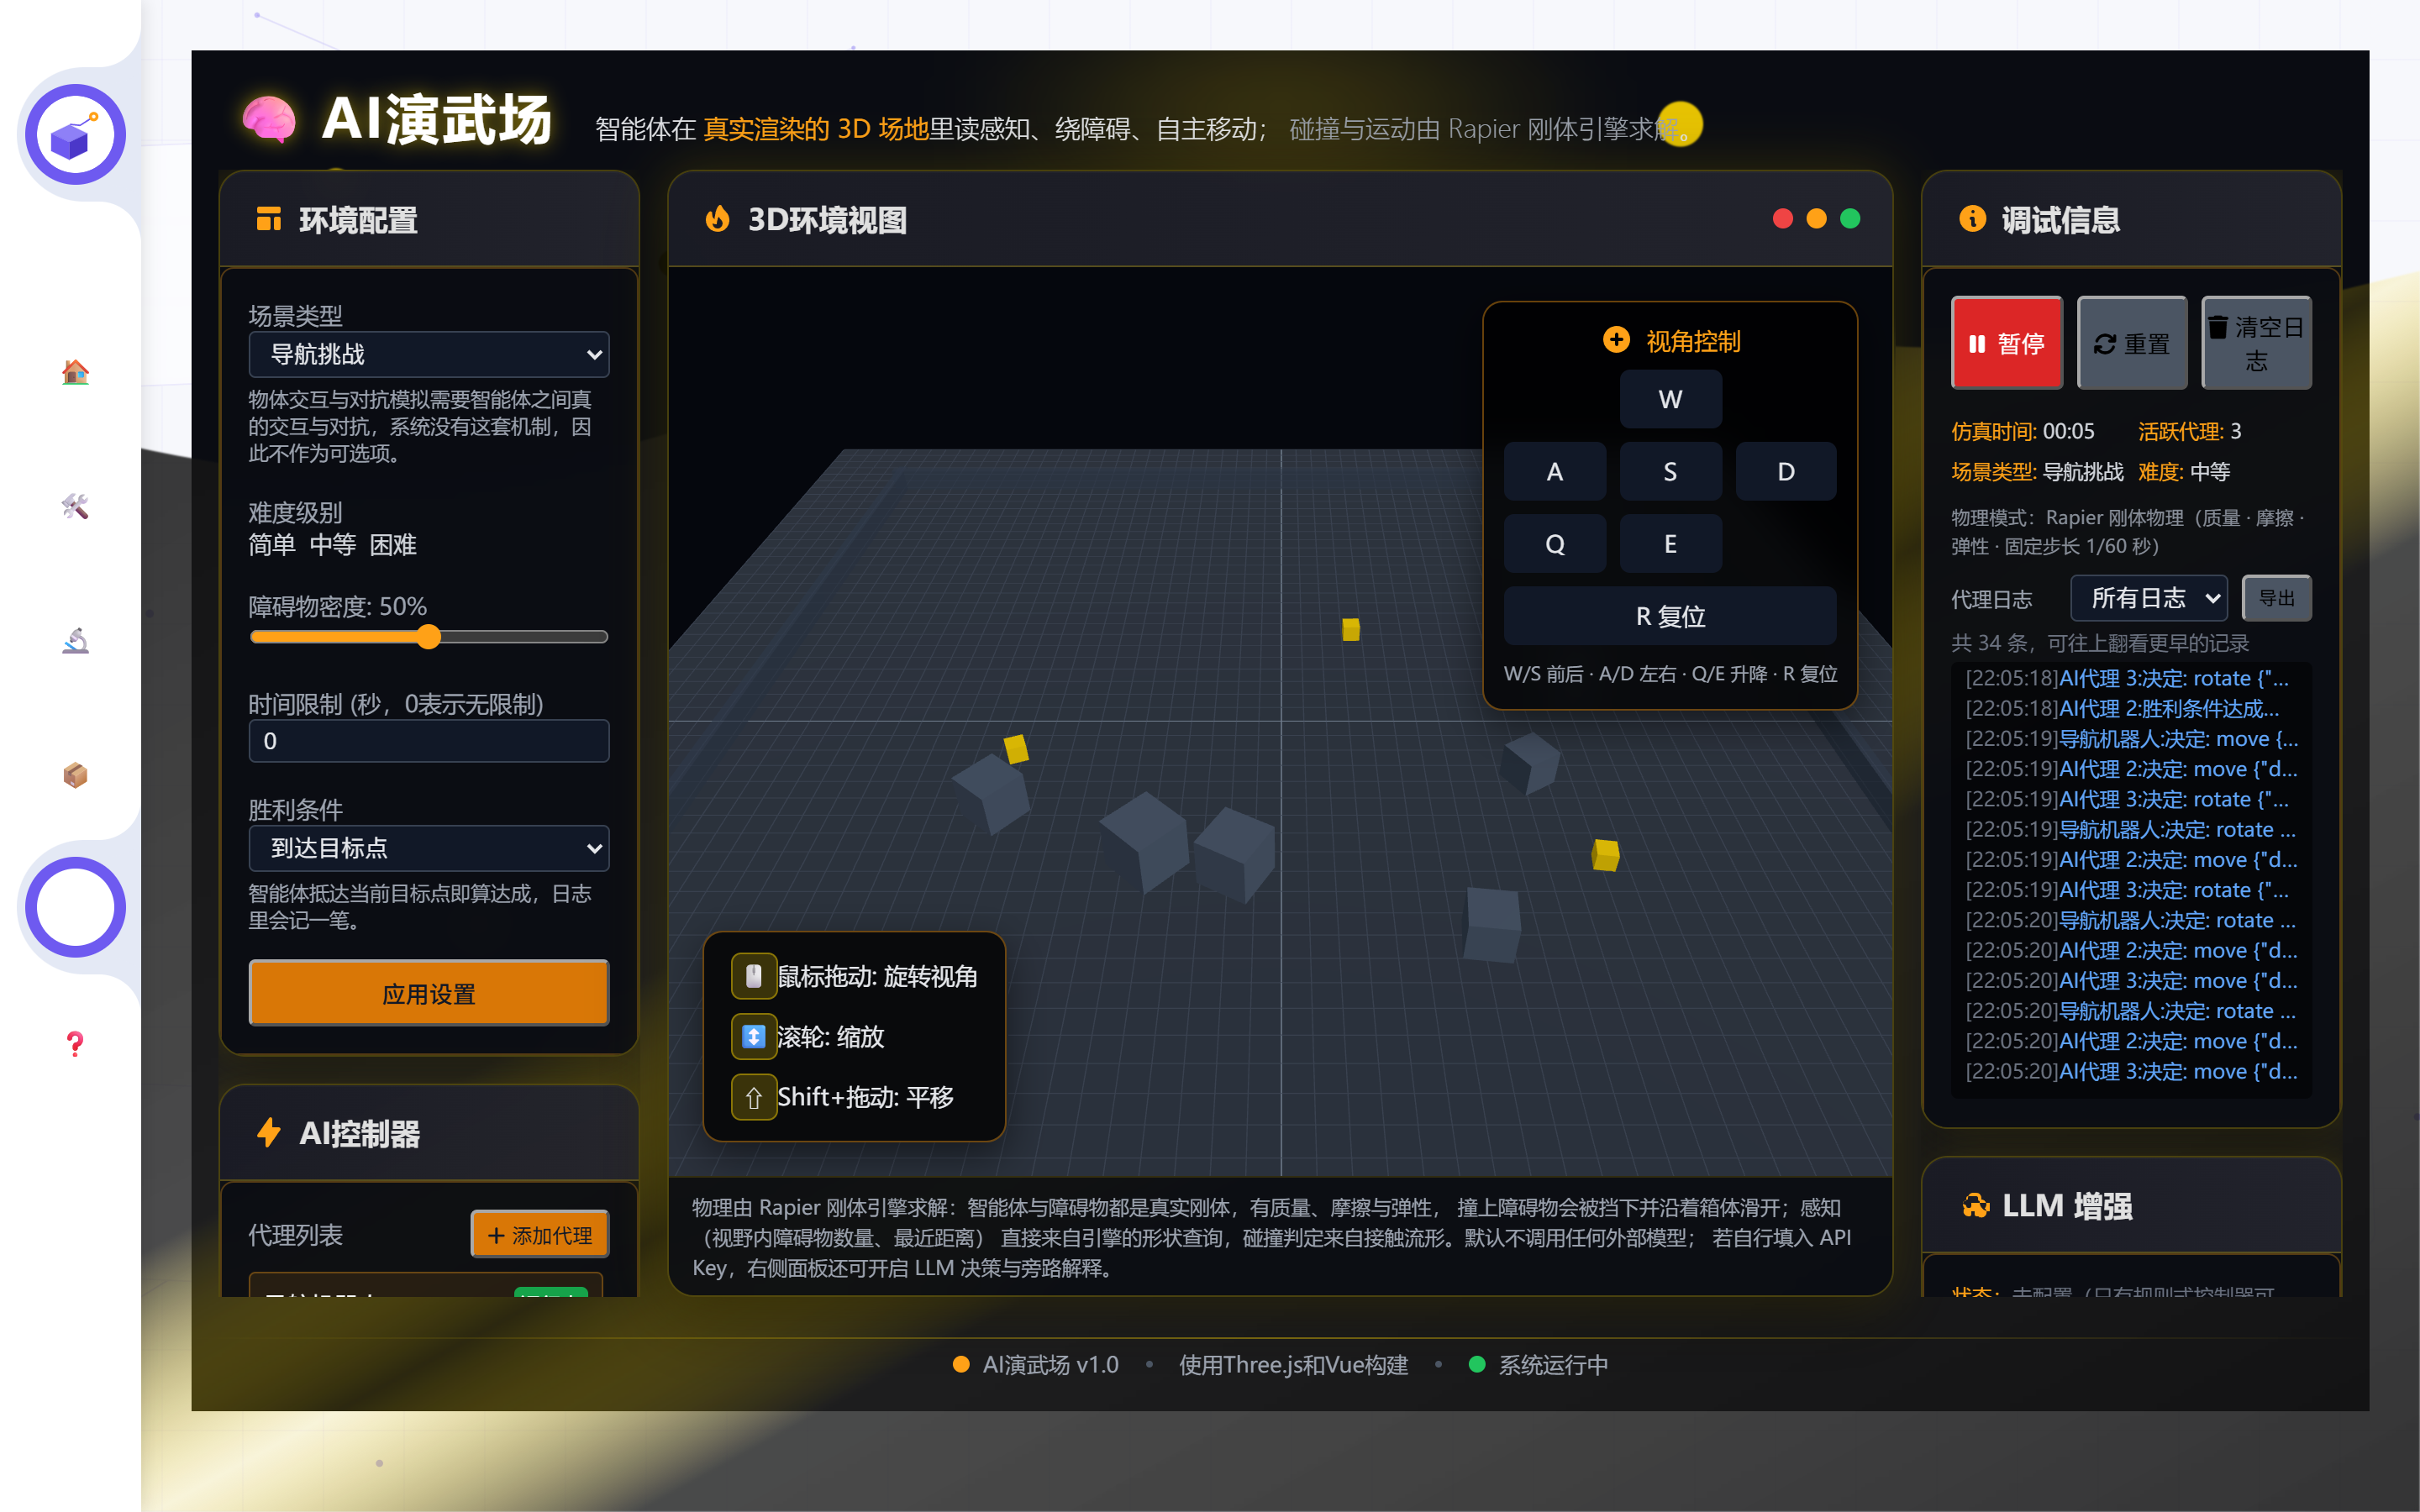 AI演武场
智能体在 真实渲染的 3D 场地里读感知、绕障碍、自主移动； 碰撞与运动由 Rapier 刚体引擎求解。
环境配置
场景类型
导航挑战
物体交互与对抗模拟需要智能体之间真
的交互与对抗，系统没有这套机制，因
此不作为可选项。
难度级别
简单 中等 困难
障碍物密度: 50%
时间限制 (秒，0表示无限制)
0
胜利条件
到达目标点
智能体抵达当前目标点即算达成，日志
里会记一笔。
应用设置
AI控制器
代理列表
+ 添加代理
3D环境视图
视角控制
W
A S D
Q E
R 复位
W/S 前后 · A/D 左右 · Q/E 升降 · R 复位
鼠标拖动: 旋转视角
滚轮: 缩放
Shift+拖动: 平移
物理由 Rapier 刚体引擎求解：智能体与障碍物都是真实刚体，有质量、摩擦与弹性， 撞上障碍物会被挡下并沿着箱体滑开；感知
（视野内障碍物数量、最近距离） 直接来自引擎的形状查询，碰撞判定来自接触流形。默认不调用任何外部模型； 若自行填入 API
Key，右侧面板还可开启 LLM 决策与旁路解释。
调试信息
暂停
重置
清空日
志
仿真时间: 00:05 活跃代理: 3
场景类型: 导航挑战 难度: 中等
物理模式：Rapier 刚体物理（质量 · 摩擦 ·
弹性 · 固定步长 1/60 秒）
代理日志 所有日志 导出
共 34 条，可往上翻看更早的记录
[22:05:18]AI代理 3:决定: rotate {"...
[22:05:18]AI代理 2:胜利条件达成...
[22:05:19]导航机器人:决定: move {...
[22:05:19]AI代理 2:决定: move {"d...
[22:05:19]AI代理 3:决定: rotate {"...
[22:05:19]导航机器人:决定: rotate ...
[22:05:19]AI代理 2:决定: move {"d...
[22:05:19]AI代理 3:决定: rotate {"...
[22:05:20]导航机器人:决定: rotate ...
[22:05:20]AI代理 2:决定: move {"d...
[22:05:20]AI代理 3:决定: move {"d...
[22:05:20]导航机器人:决定: rotate ...
[22:05:20]AI代理 2:决定: move {"d...
[22:05:20]AI代理 3:决定: move {"d...
LLM 增强
状态：未配置（只有规则式控制器可
AI演武场 v1.0 • 使用Three.js和Vue构建 • 系统运行中